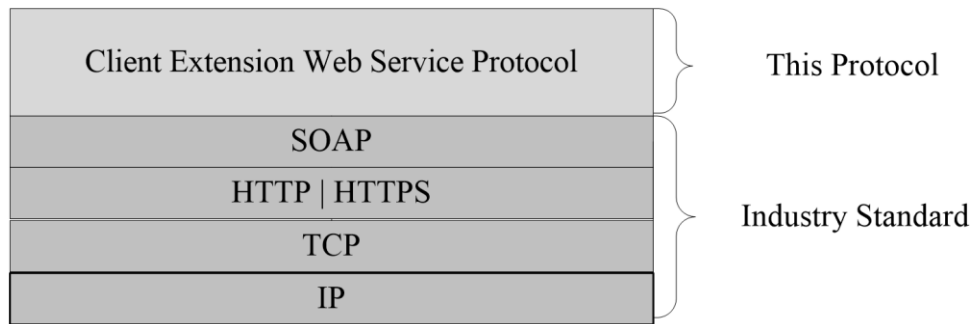 Client Extension Web Service Protocol
This Protocol
SOAP
HTTP | HTTPS
TCP
Industry Standard
IP